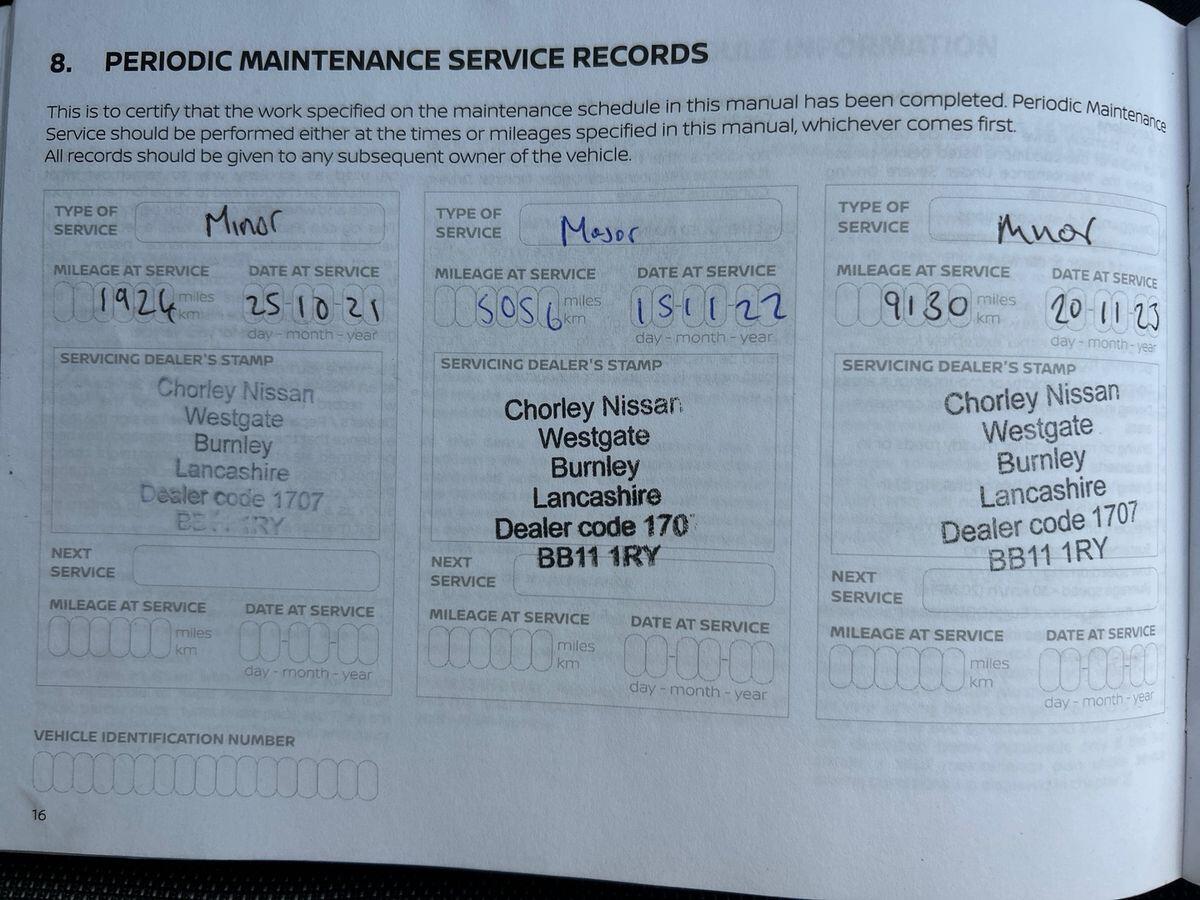 8. PERIODIC MAINTENANCE SERVICE RECORDS
This is to certify that the work specified on the maintenance schedule in this manual has been completed. Periodic Maintenance
Service should be performed either at the times or mileages specified in this manual, whichever comes first.
All records should be given to any subsequent owner of the vehicle.
TYPE OF
SERVICE
Minor
MILEAGE AT SERVICE
DATE AT SERVICE
1924 miles
km
25-10-21
day - month - year
SERVICING DEALER'S STAMP
Chorley Nissan
Westgate
Burnley
Lancashire
Dealer code 1707
1RY
NEXT
SERVICE
MILEAGE AT SERVICE
DATE AT SERVICE
miles
km
day - month - year
TYPE OF
SERVICE
Major
MILEAGE AT SERVICE
DATE AT SERVICE
5056 miles
km
15-11-22
day - month - year
SERVICING DEALER'S STAMP
Chorley Nissan
Westgate
Burnley
Lancashire
Dealer code 170
BB11 1RY
NEXT
SERVICE
MILEAGE AT SERVICE
DATE AT SERVICE
miles
km
day - month - year
TYPE OF
SERVICE
Minor
MILEAGE AT SERVICE
DATE AT SERVICE
9130 miles
km
20-11-23
day - month - year
SERVICING DEALER'S STAMP
Chorley Nissan
Westgate
Burnley
Lancashire
Dealer code 1707
BB11 1RY
NEXT
SERVICE
MILEAGE AT SERVICE
DATE AT SERVICE
miles
km
day - month - year
VEHICLE IDENTIFICATION NUMBER
16